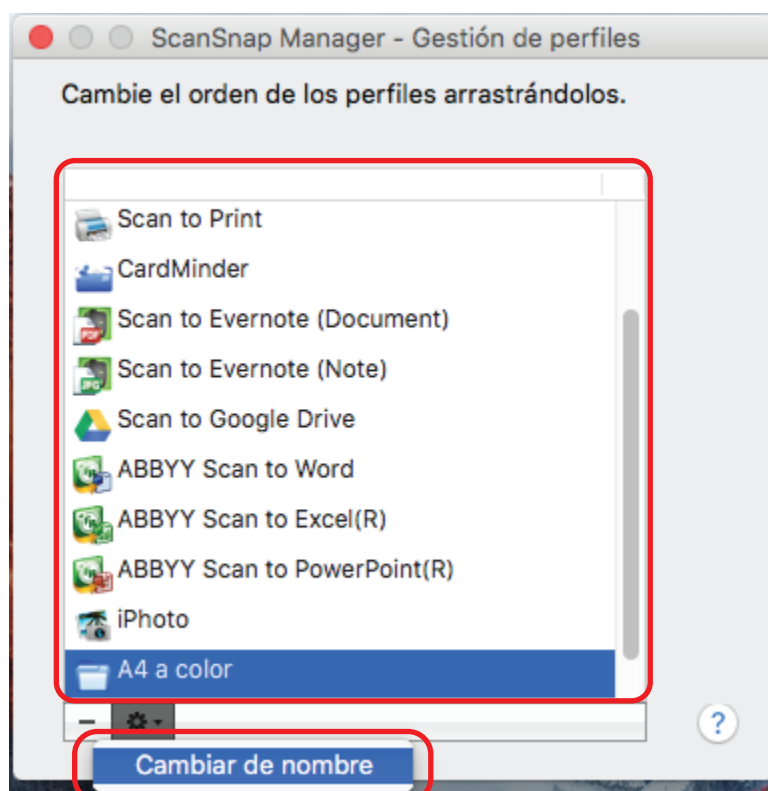 ScanSnap Manager - Gestión de perfiles
Cambie el orden de los perfiles arrastrándolos.
Scan to Print
CardMinder
Scan to Evernote (Document)
Scan to Evernote (Note)
Scan to Google Drive
ABBYY Scan to Word
ABBYY Scan to Excel(R)
ABBYY Scan to PowerPoint(R)
iPhoto
A4 a color
?
Cambiar de nombre